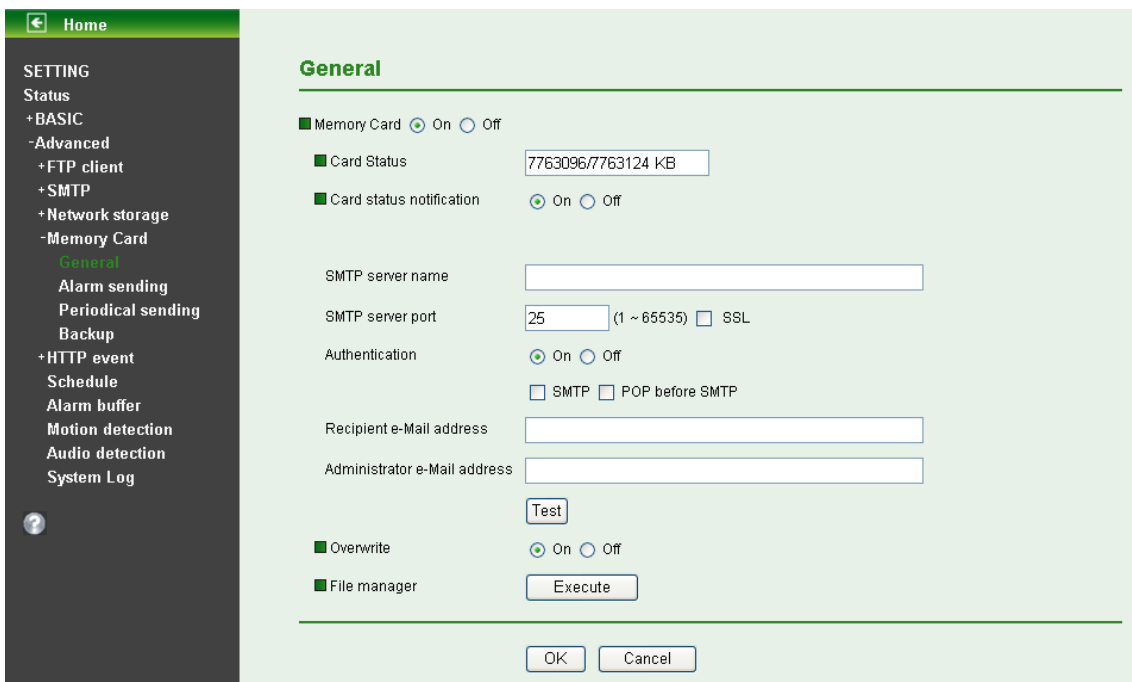 Home
SETTING
Status
+BASIC
-Advanced
+FTP client
+SMTP
+Network storage
-Memory Card
General
Alarm sending
Periodical sending
Backup
+HTTP event
Schedule
Alarm buffer
Motion detection
Audio detection
System Log
?
General
Memory Card On Off
Card Status 7763096/7763124 KB
Card status notification On Off
SMTP server name
SMTP server port 25 (1 ~ 65535) SSL
Authentication On Off
SMTP POP before SMTP
Recipient e-Mail address
Administrator e-Mail address
Test
Overwrite On Off
File manager Execute
OK Cancel